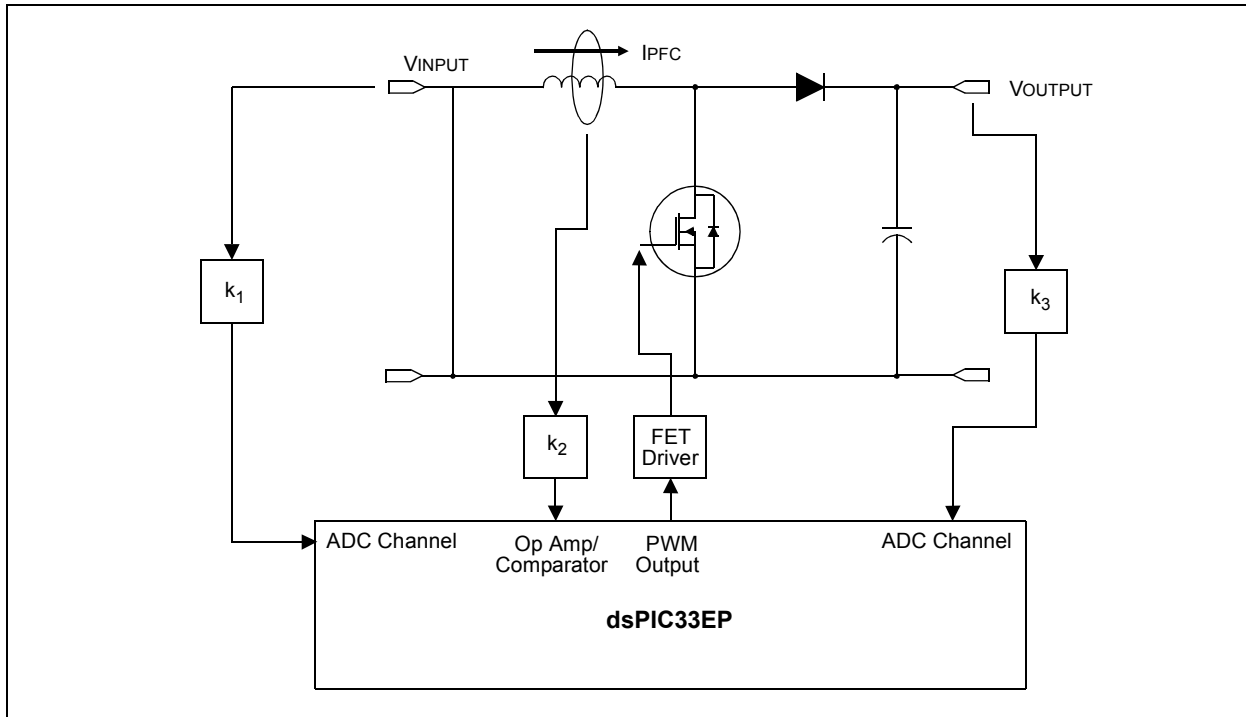 IPFC
VINPUT
VOUTPUT
k1
k3
k2
FET
Driver
ADC Channel
Op Amp/
Comparator
PWM
Output
ADC Channel
dsPIC33EP